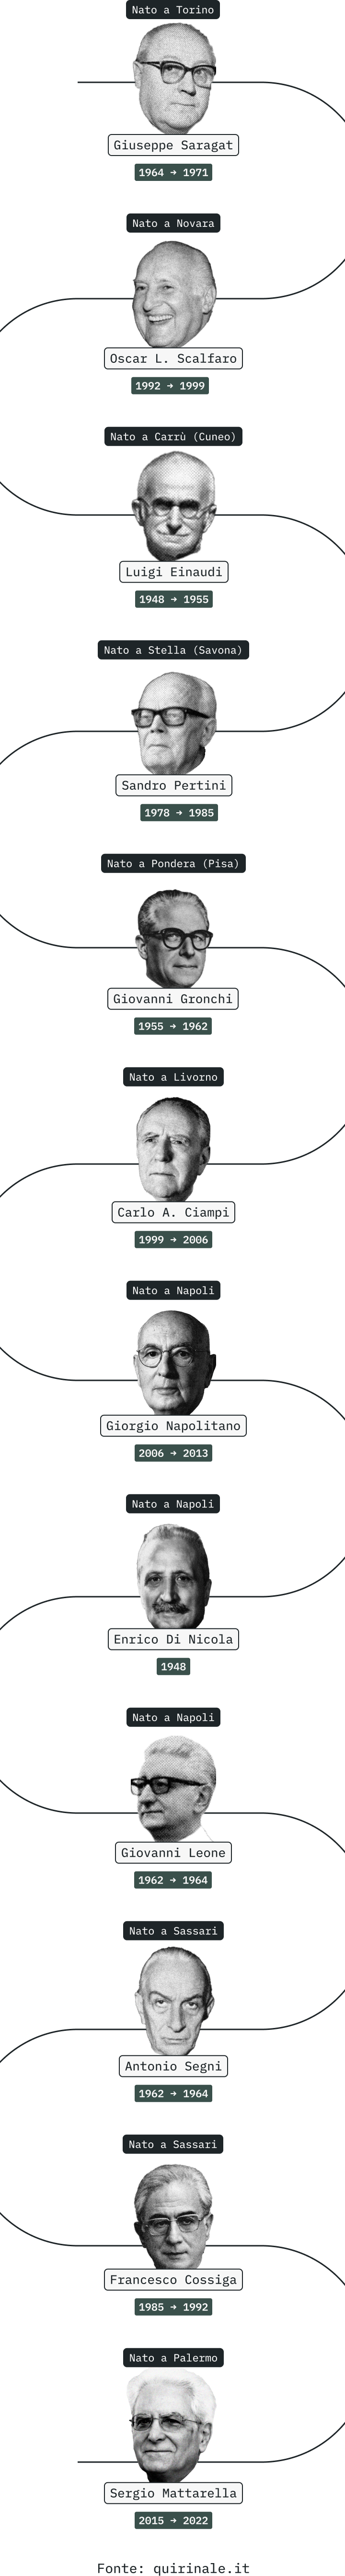 Nato a Torino
Giuseppe Saragat
1964 → 1971
Nato a Novara
Oscar L. Scalfaro
1992 → 1999
Nato a Carrù (Cuneo)
Luigi Einaudi
1948 → 1955
Nato a Stella (Savona)
Sandro Pertini
1978 → 1985
Nato a Pondera (Pisa)
Giovanni Gronchi
1955 → 1962
Nato a Livorno
Carlo A. Ciampi
1999 → 2006
Nato a Napoli
Giorgio Napolitano
2006 → 2013
Nato a Napoli
Enrico Di Nicola
1948
Nato a Napoli
Giovanni Leone
1962 → 1964
Nato a Sassari
Antonio Segni
1962 → 1964
Nato a Sassari
Francesco Cossiga
1985 → 1992
Nato a Palermo
Sergio Mattarella
2015 → 2022
Fonte: quirinale.it